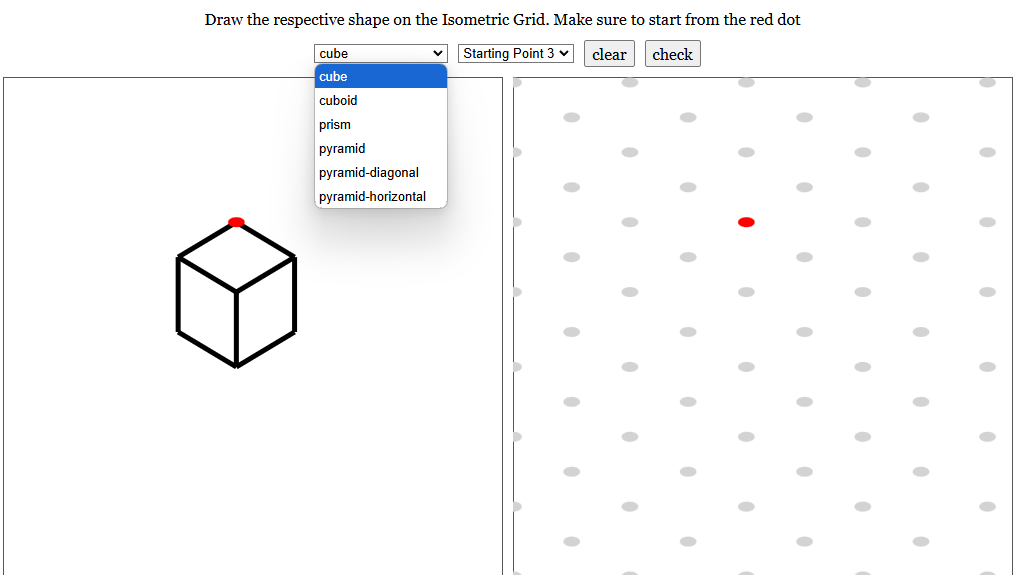 Draw the respective shape on the Isometric Grid. Make sure to start from the red dot
cube Starting Point 3 clear check
cube
cuboid
prism
pyramid
pyramid-diagonal
pyramid-horizontal